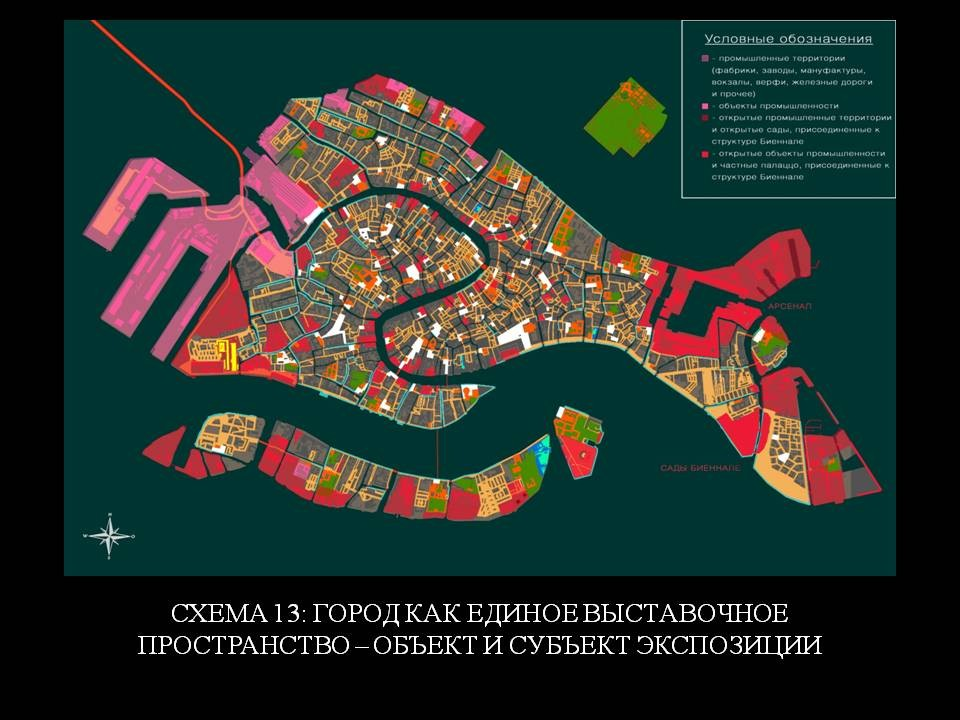 Условные обозначения
- промышленные территории
(фабрики, заводы, мануфактуры,
вокзалы, верфи, железные дороги
и прочее)
- объекты промышленности
- открытые промышленные территории
и открытые сады, присоединенные к
структуре Биеннале
- открытые объекты промышленности
и частные палаццо, присоединенные к
структуре Биеннале
АРСЕНАЛ
САДЫ БИЕННАЛЕ
N
W O
S
СХЕМА 13: ГОРОД КАК ЕДИНОЕ ВЫСТАВОЧНОЕ
ПРОСТРАНСТВО – ОБЪЕКТ И СУБЪЕКТ ЭКСПОЗИЦИИ